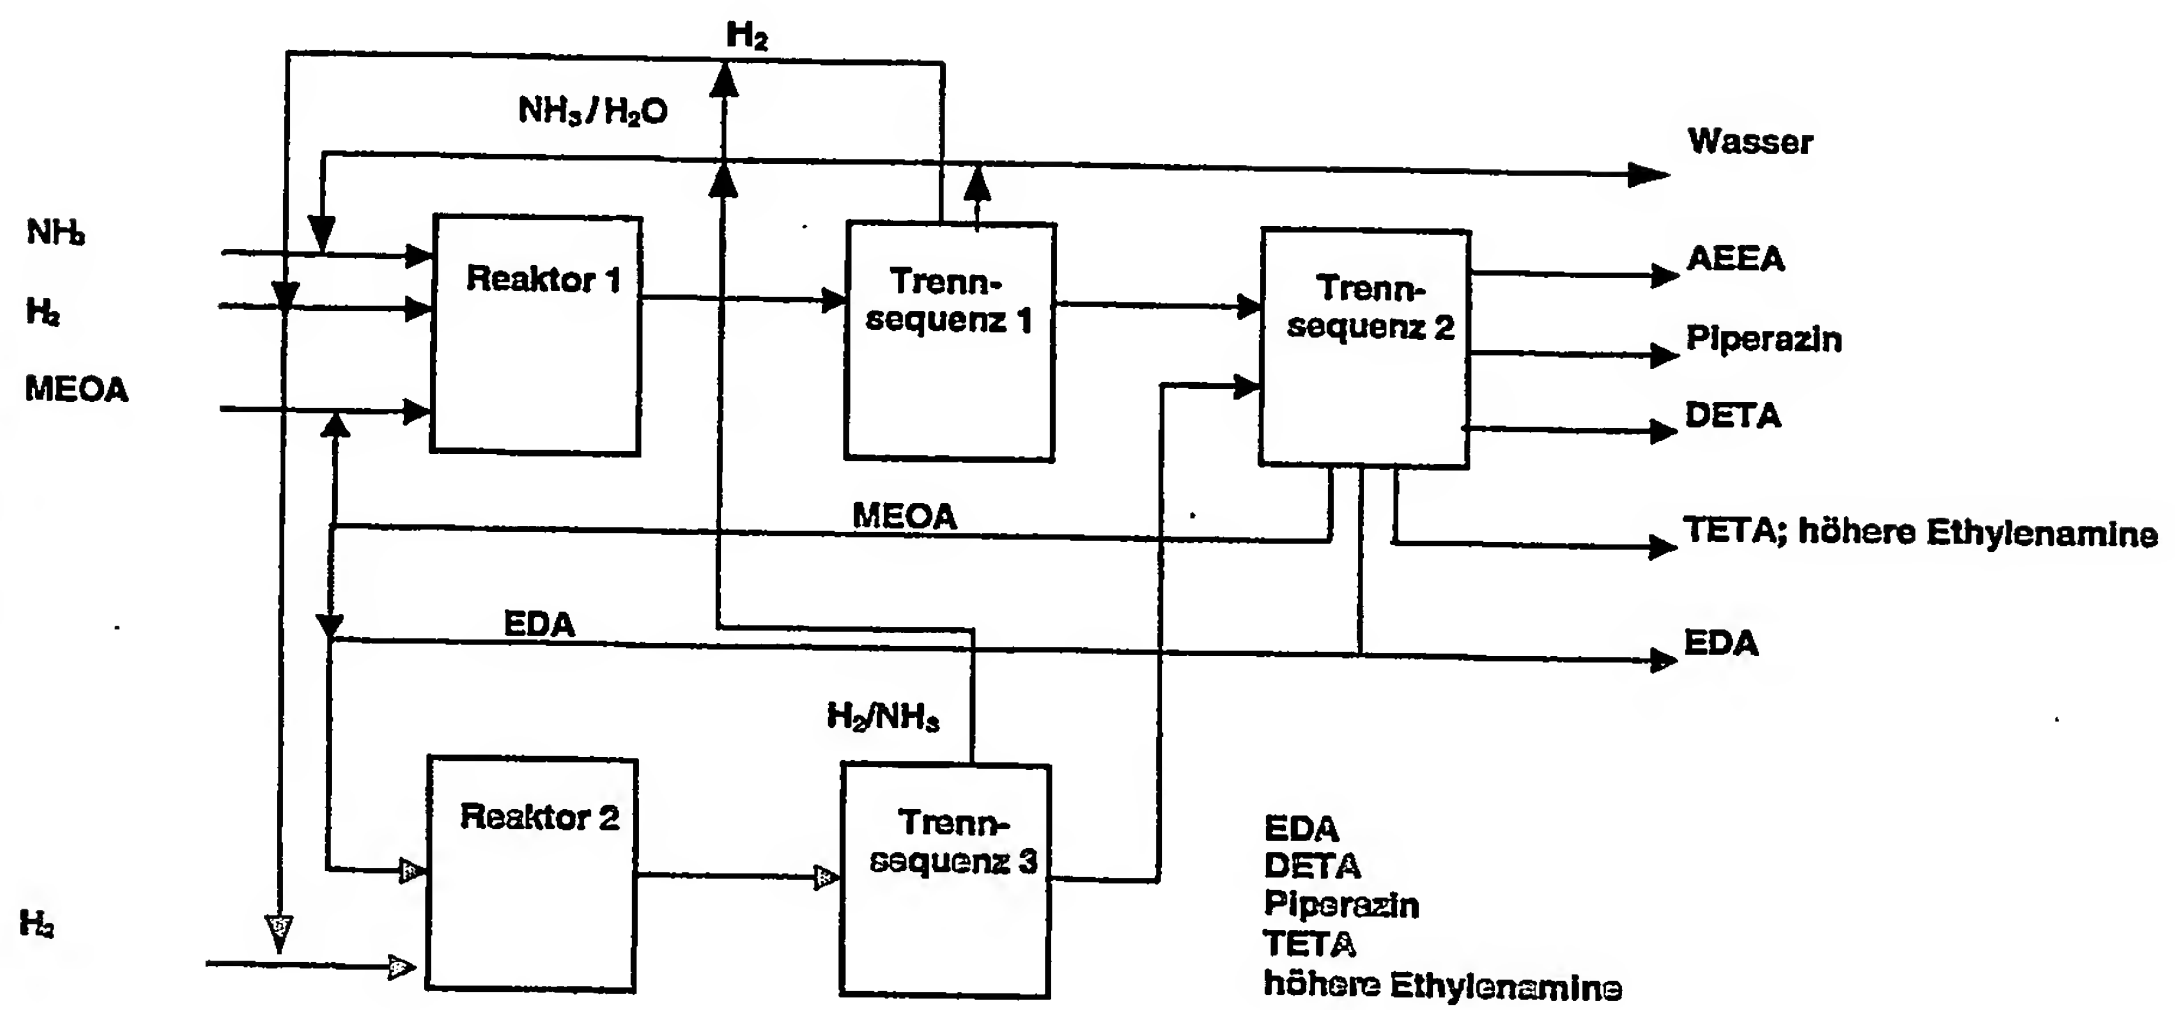 H₂
NH₃/H₂O
Wasser
NH₃
Reaktor 1
Trenn-
sequenz 1
Trenn-
sequenz 2
AEEA
H₂
Piperazin
MEOA
DETA
MEOA
TETA; höhere Ethylenamine
EDA
EDA
H₂/NH₃
Reaktor 2
Trenn-
sequenz 3
H₂
EDA
DETA
Piperazin
TETA
höhere Ethylenamine